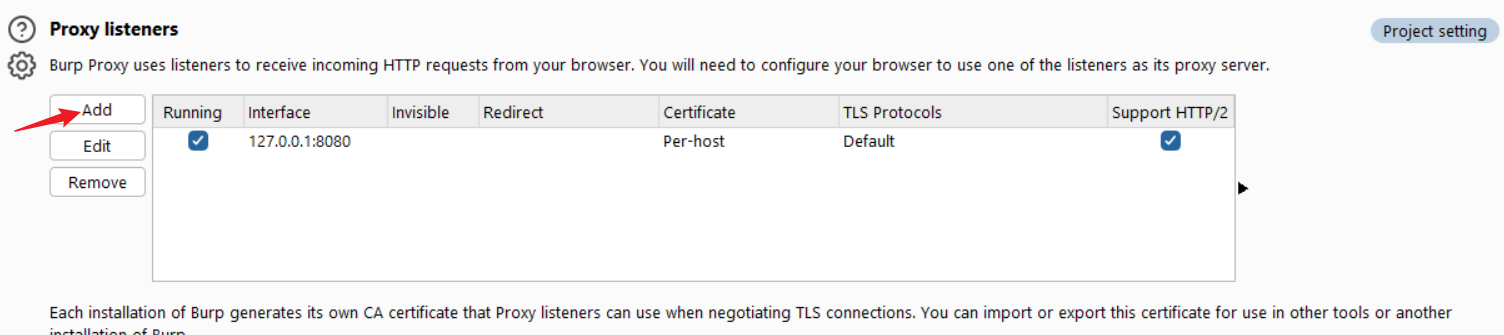 Proxy listeners
Project setting
Burp Proxy uses listeners to receive incoming HTTP requests from your browser. You will need to configure your browser to use one of the listeners as its proxy server.
Add
Running Interface Invisible Redirect Certificate TLS Protocols Support HTTP/2
Edit
127.0.0.1:8080 Per-host Default
Remove
Each installation of Burp generates its own CA certificate that Proxy listeners can use when negotiating TLS connections. You can import or export this certificate for use in other tools or another
installation of Burp.